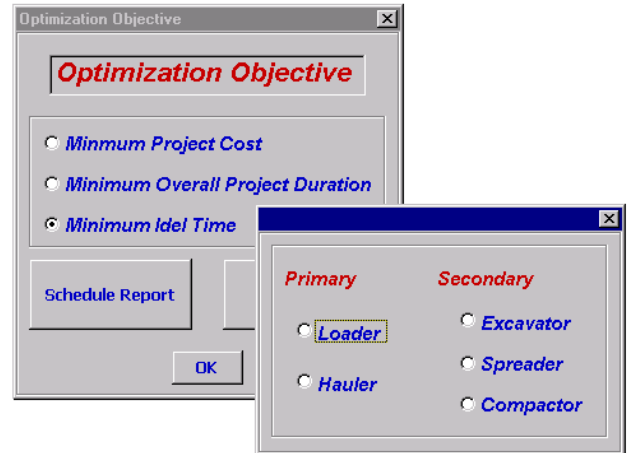 Optimization Objective
Optimization Objective
Minmum Project Cost
Minimum Overall Project Duration
Minimum Idel Time
Schedule Report
OK
Primary
Secondary
Loader
Hauler
Excavator
Spreader
Compactor